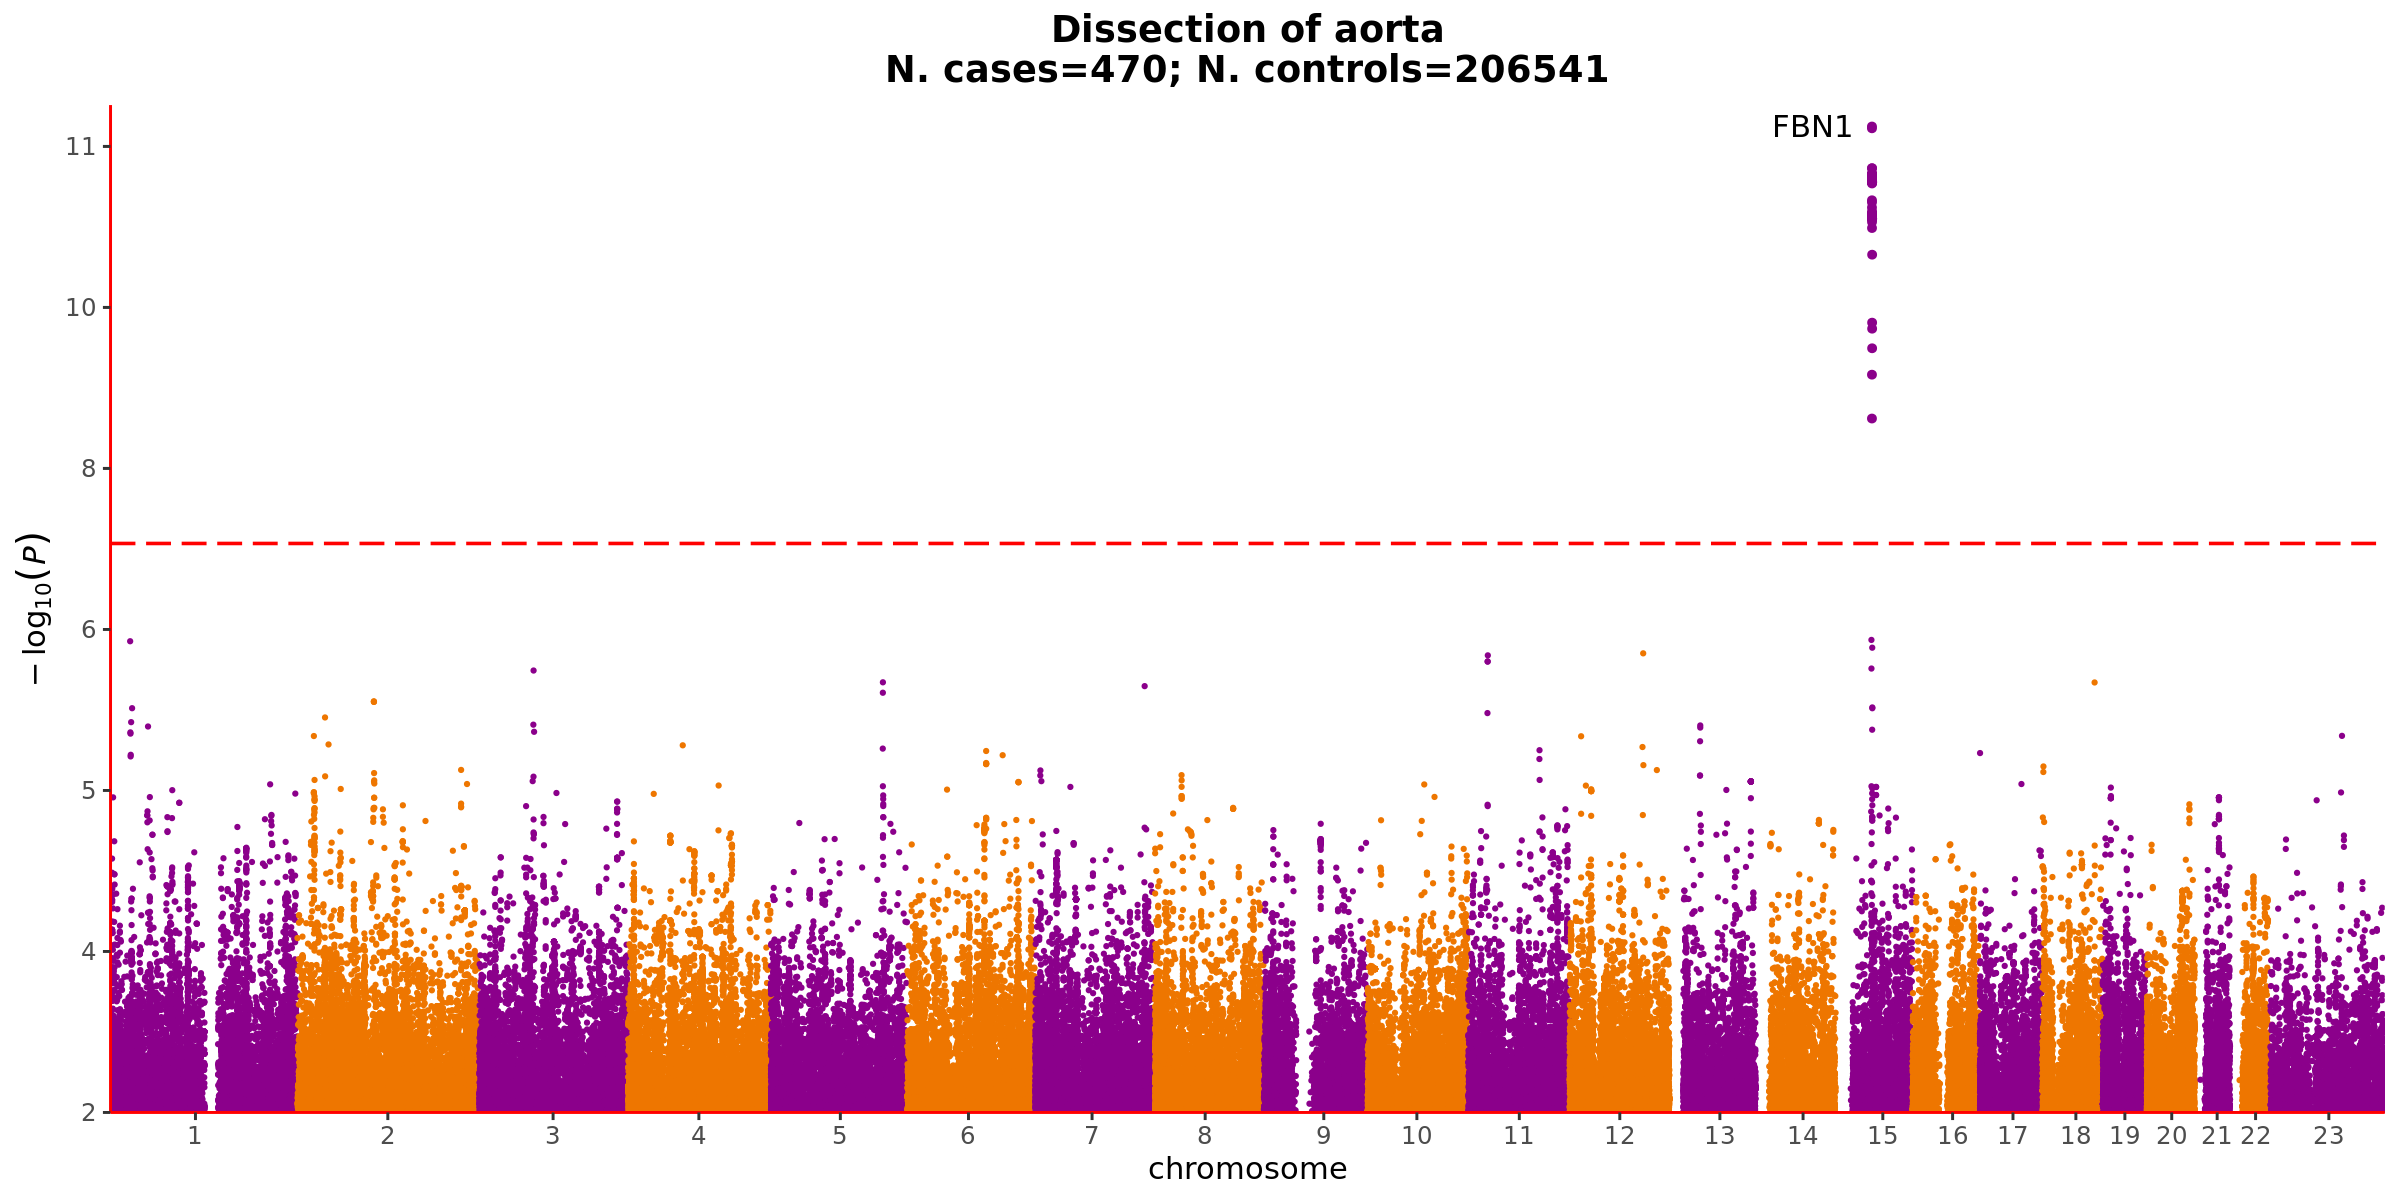 Dissection of aorta
N. cases=470; N. controls=206541
FBN1
11
10
8
6
5
4
2
−log10(P)
1 2 3 4 5 6 7 8 9 10 11 12 13 14 15 16 17 18 19 20 21 22 23
chromosome